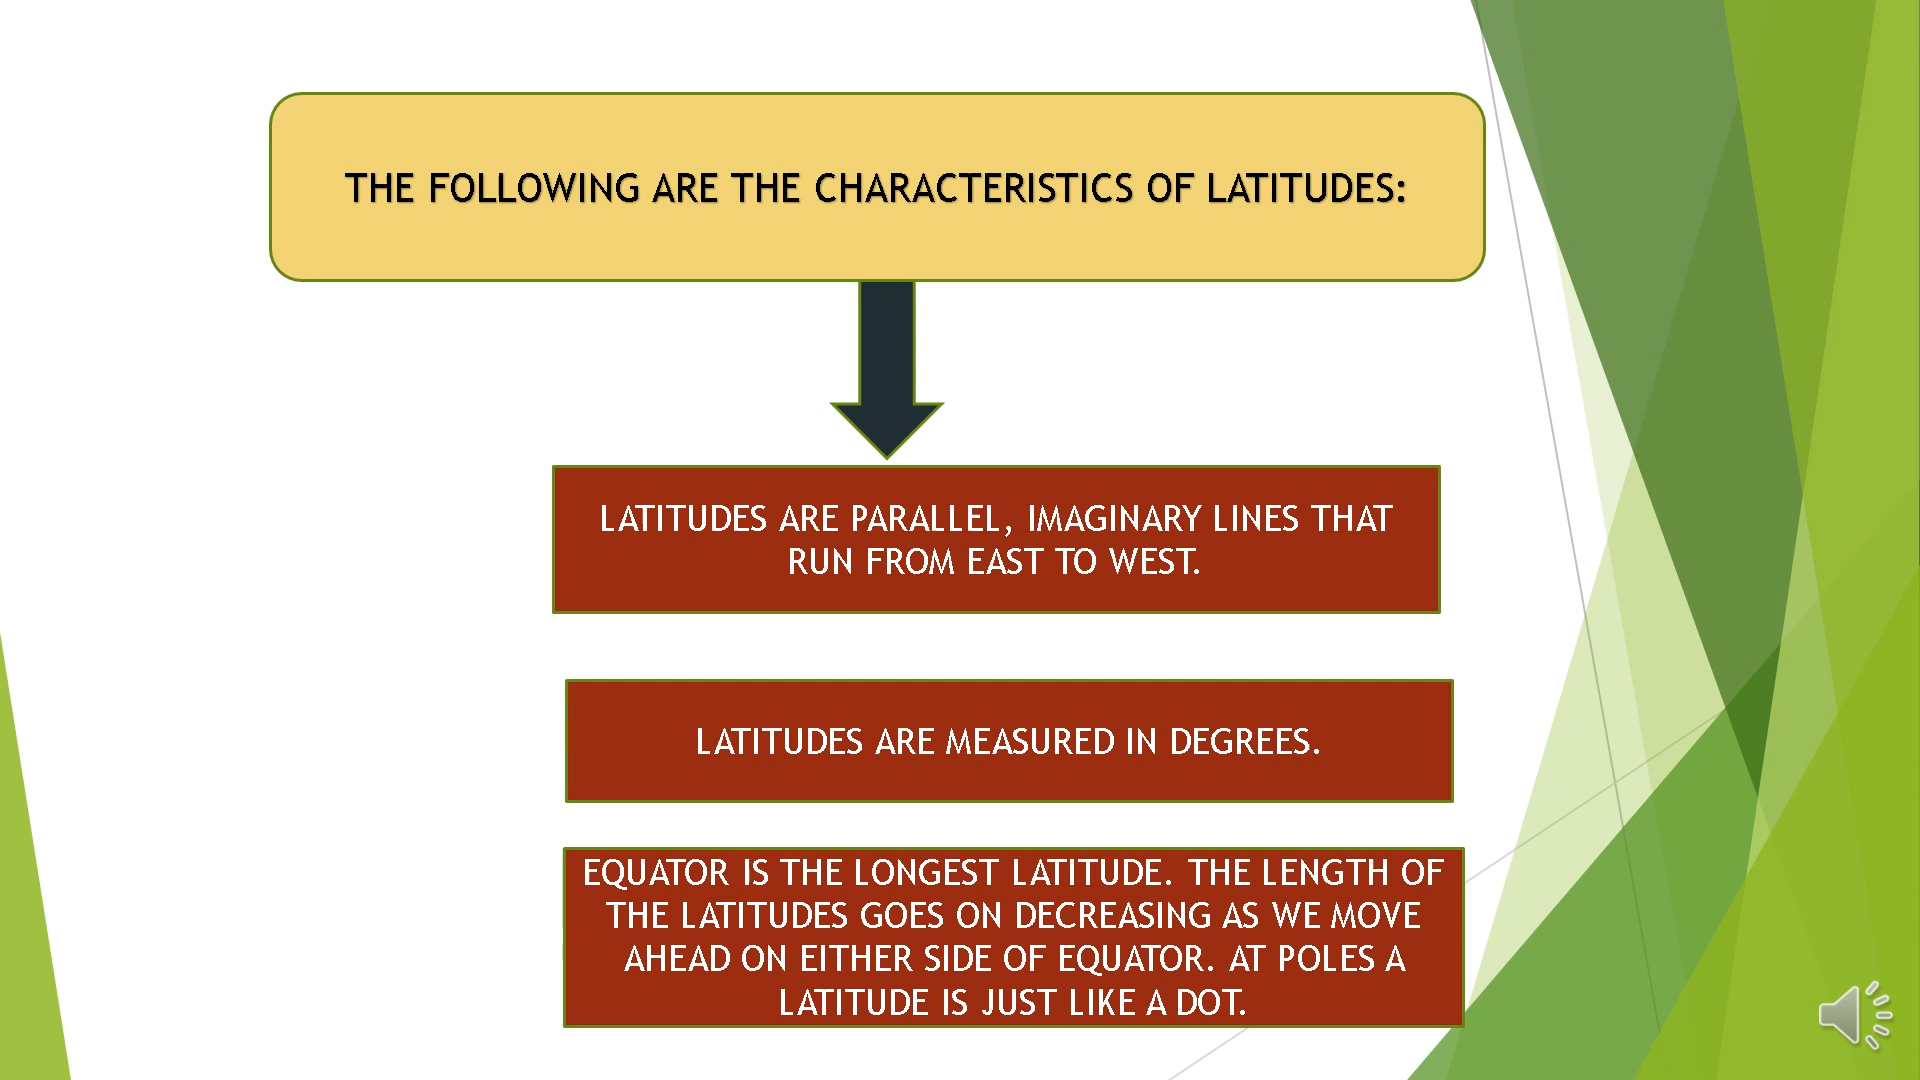 THE FOLLOWING ARE THE CHARACTERISTICS OF LATITUDES:
LATITUDES ARE PARALLEL, IMAGINARY LINES THAT
RUN FROM EAST TO WEST.
LATITUDES ARE MEASURED IN DEGREES.
EQUATOR IS THE LONGEST LATITUDE. THE LENGTH OF
THE LATITUDES GOES ON DECREASING AS WE MOVE
AHEAD ON EITHER SIDE OF EQUATOR. AT POLES A
LATITUDE IS JUST LIKE A DOT.